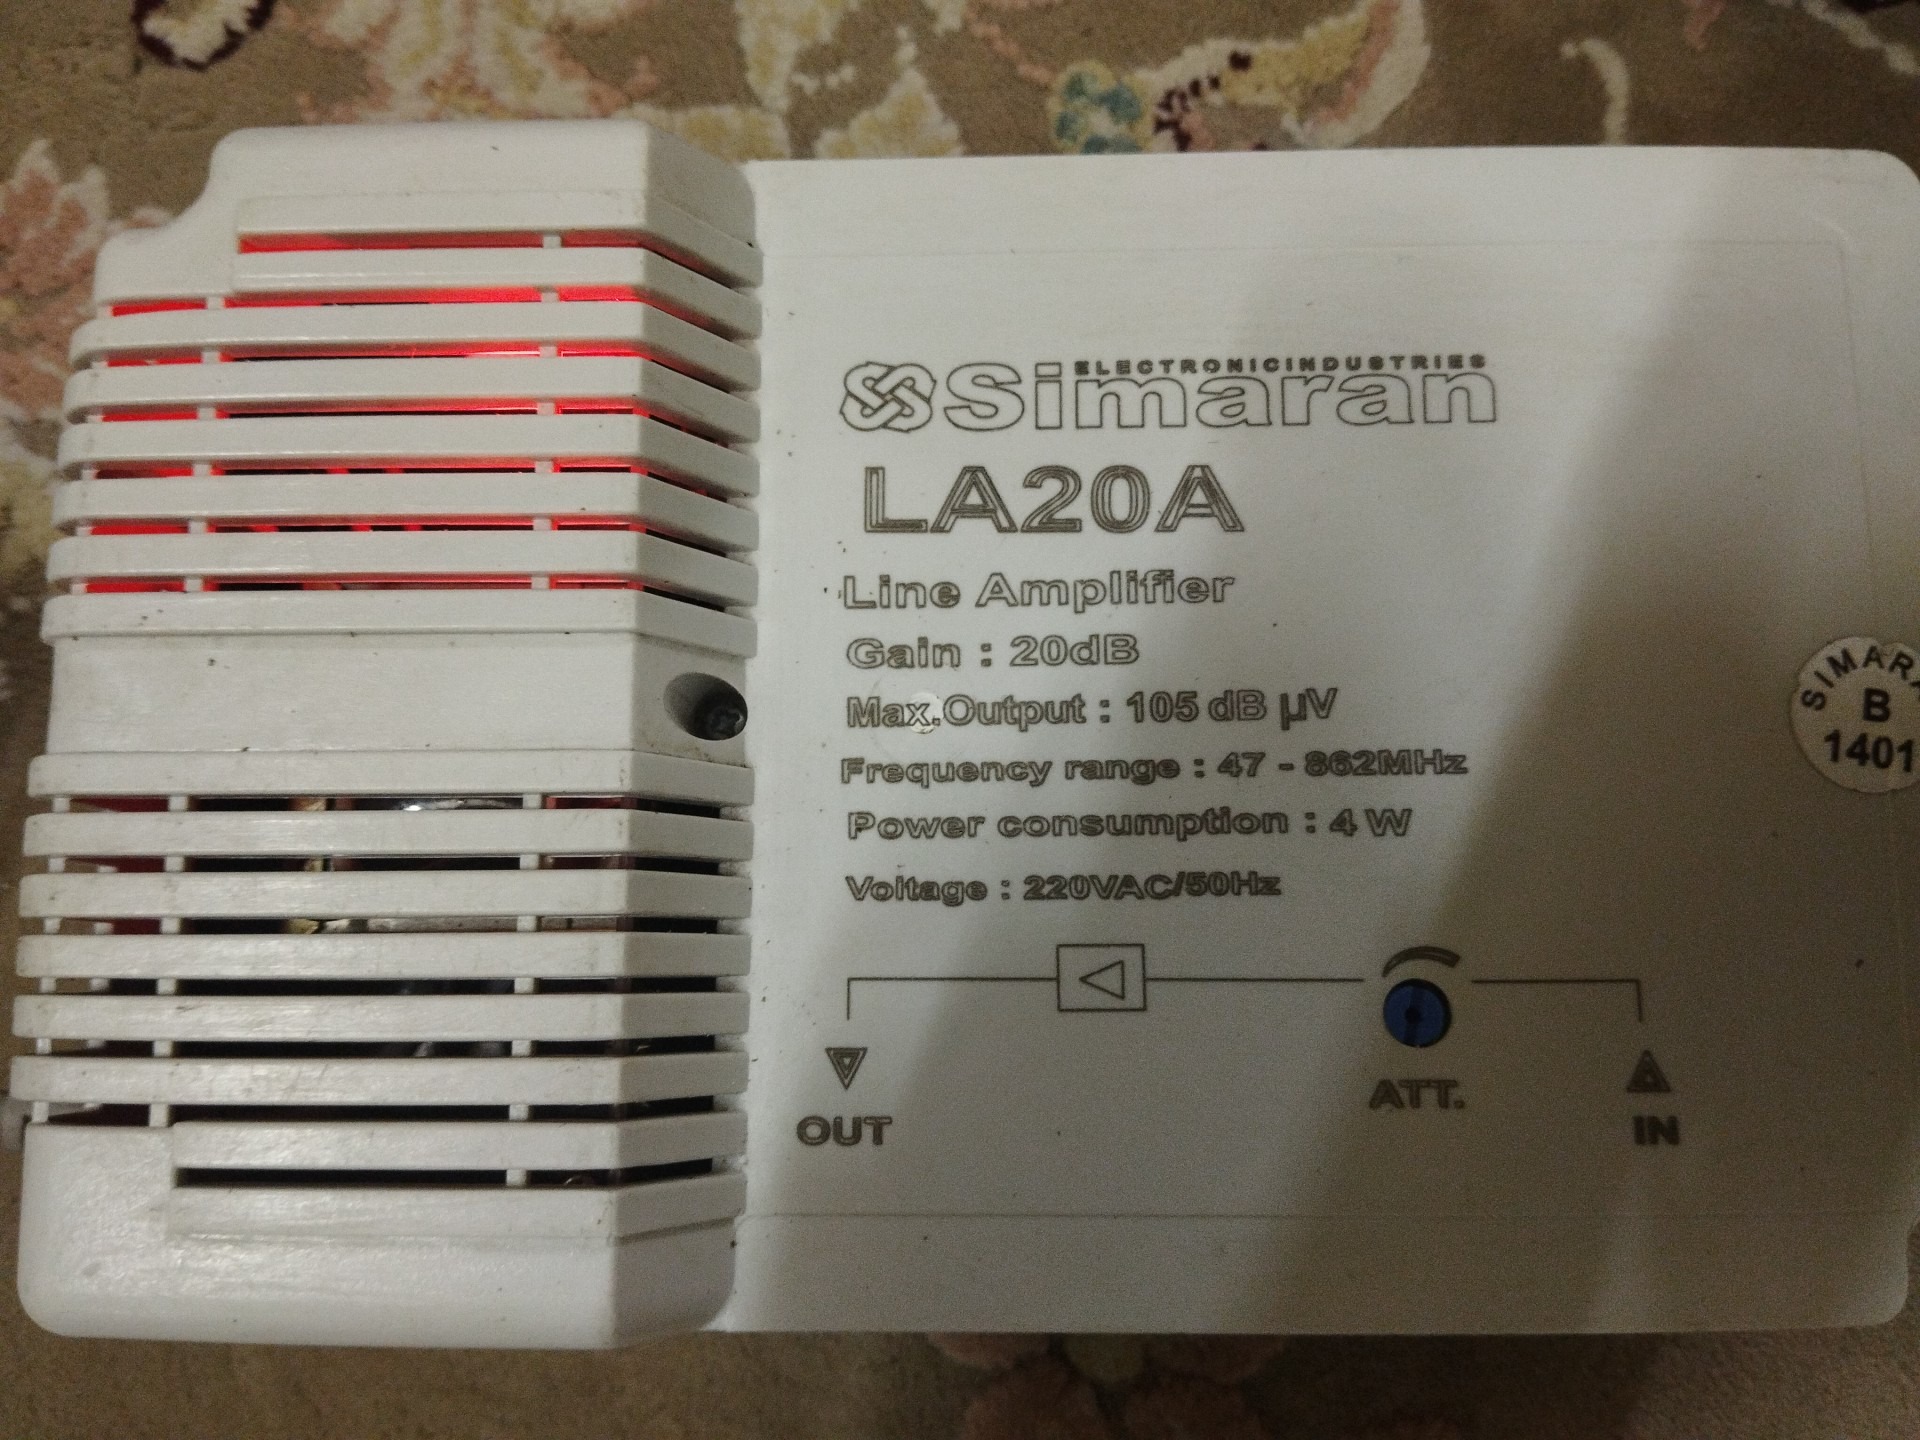 ELECTRONICINDUSTRIES
Simaran
LA20A
Line Amplifier
Gain : 20dB
Max.Output : 105 dB µV
Frequency range : 47 - 862MHz
Power consumption : 4 W
Voltage : 220VAC/50Hz
OUT
ATT.
IN
B
1401